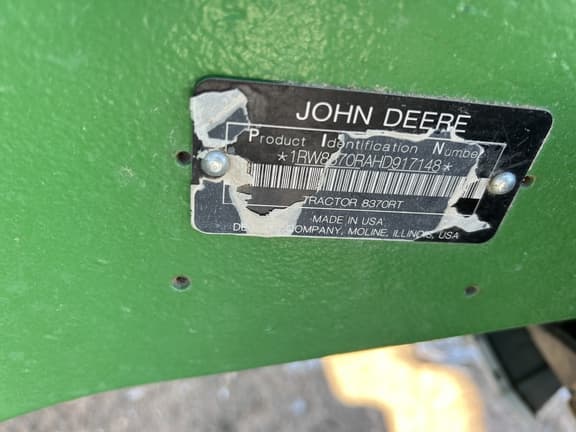 JOHN DEERE
Product Identification Number
*1RW8370RAHD917148*
TRACTOR 8370RT
MADE IN USA
COMPANY, MOLINE, ILLINOIS, USA